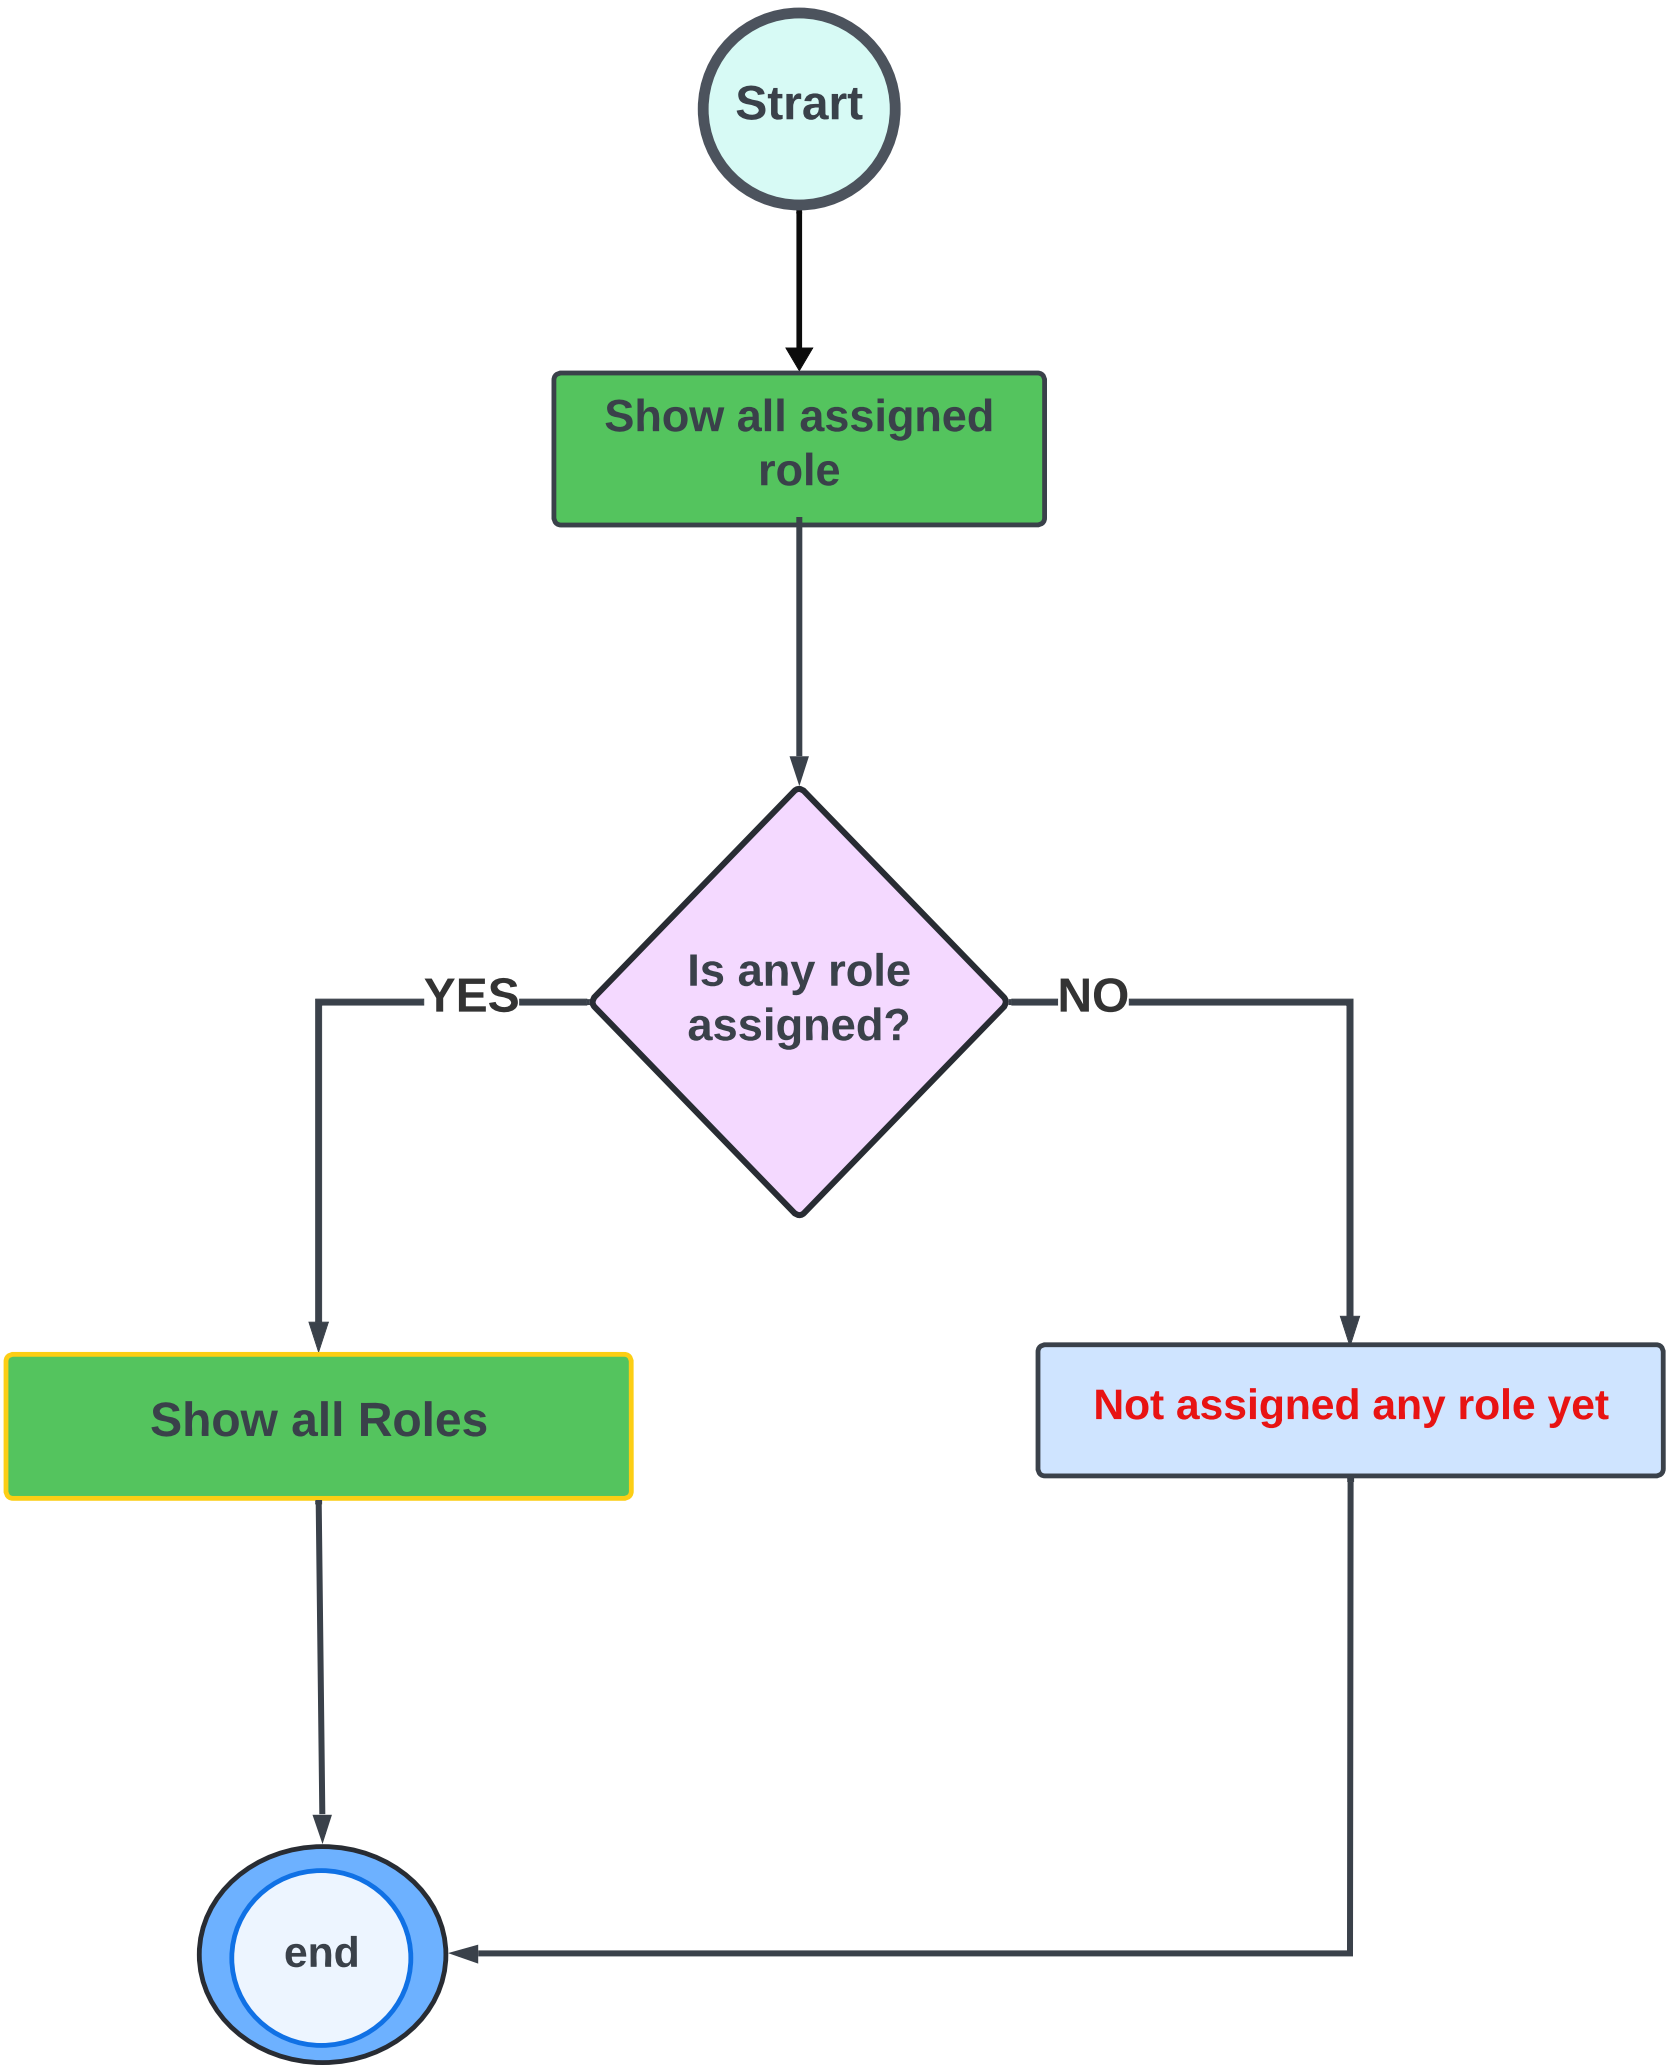 Strart
Show all assigned
role
Is any role
assigned?
YES
NO
Show all Roles
Not assigned any role yet
end